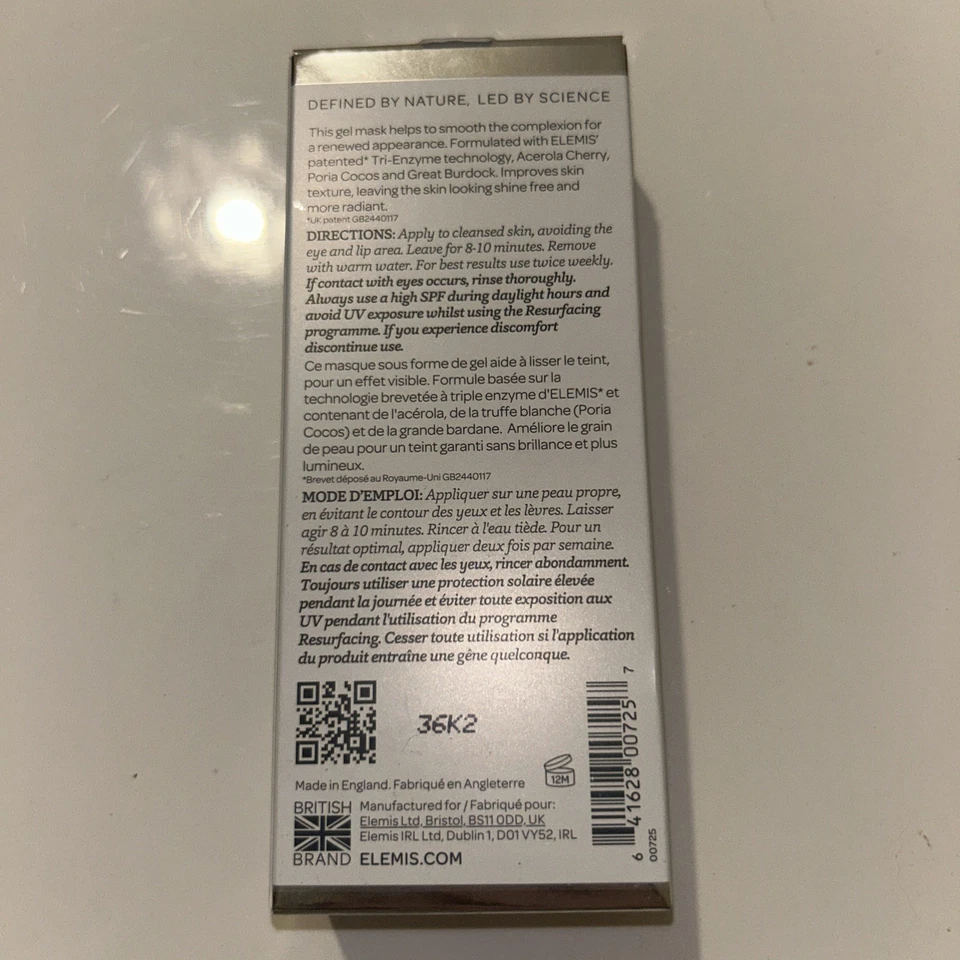 DEFINED BY NATURE, LED BY SCIENCE
This gel mask helps to smooth the complexion for
a renewed appearance. Formulated with ELEMIS'
patented* Tri-Enzyme technology, Acerola Cherry,
Poria Cocos and Great Burdock. Improves skin
texture, leaving the skin looking shine free and
more radiant.
*UK patent GB2440117
DIRECTIONS: Apply to cleansed skin, avoiding the
eye and lip area. Leave for 8-10 minutes. Remove
with warm water. For best results use twice weekly.
If contact with eyes occurs, rinse thoroughly.
Always use a high SPF during daylight hours and
avoid UV exposure whilst using the Resurfacing
programme. If you experience discomfort
discontinue use.
Ce masque sous forme de gel aide à lisser le teint,
pour un effet visible. Formule basée sur la
technologie brevetée à triple enzyme d'ELEMIS* et
contenant de l'acérola, de la truffe blanche (Poria
Cocos) et de la grande bardane. Améliore le grain
de peau pour un teint garanti sans brillance et plus
lumineux.
*Brevet déposé au Royaume-Uni GB2440117
MODE D'EMPLOI: Appliquer sur une peau propre,
en évitant le contour des yeux et les lèvres. Laisser
agir 8 à 10 minutes. Rincer à l'eau tiède. Pour un
résultat optimal, appliquer deux fois par semaine.
En cas de contact avec les yeux, rincer abondamment.
Toujours utiliser une protection solaire élevée
pendant la journée et éviter toute exposition aux
UV pendant l'utilisation du programme
Resurfacing. Cesser toute utilisation si l'application
du produit entraîne une gêne quelconque.
36K2
12M
Made in England. Fabriqué en Angleterre
BRITISH
BRAND
Manufactured for / Fabriqué pour:
Elemis Ltd, Bristol, BS11 0DD, UK
Elemis IRL Ltd, Dublin 1, D01 VY52, IRL
ELEMIS.COM
6 41628 00725 7
00725